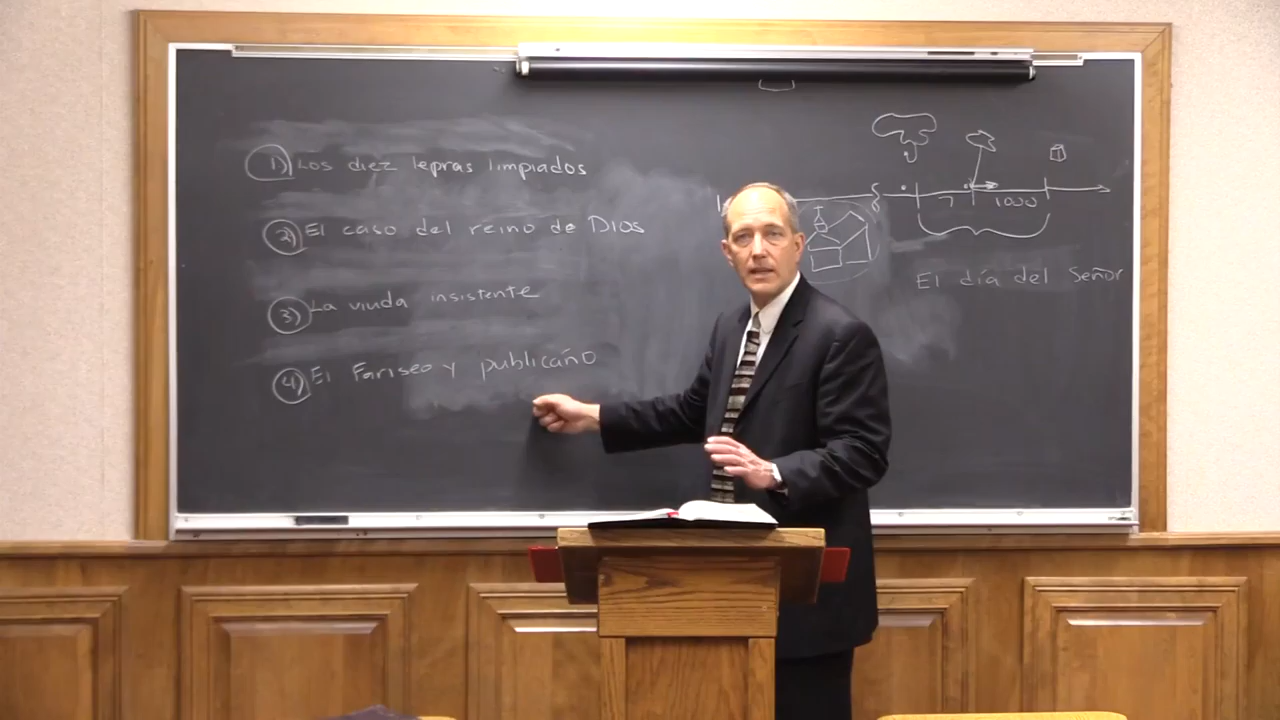 1) Los diez lepras limpiados
2) El caso del reino de Dios
3) La viuda insistente
4) El Fariseo y publicaño
7 1000
El día del Señor